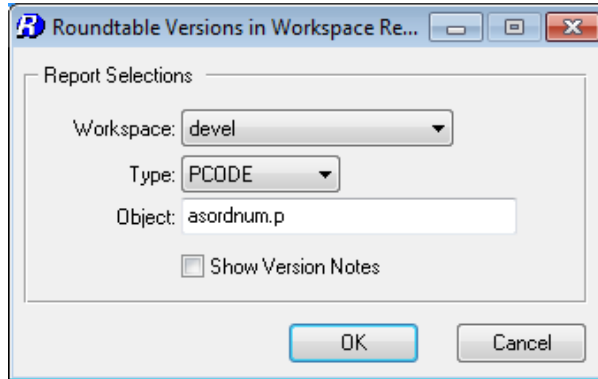 R Roundtable Versions in Workspace Re...
Report Selections
Workspace: devel
Type: PCODE
Object: asordnum.p
Show Version Notes
OK Cancel